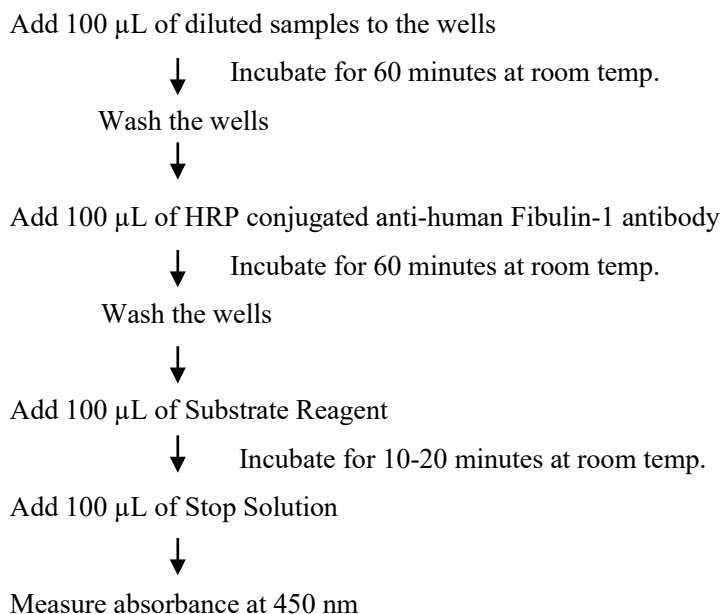 Add 100 µL of diluted samples to the wells
Incubate for 60 minutes at room temp.
Wash the wells
Add 100 µL of HRP conjugated anti-human Fibulin-1 antibody
Incubate for 60 minutes at room temp.
Wash the wells
Add 100 µL of Substrate Reagent
Incubate for 10-20 minutes at room temp.
Add 100 µL of Stop Solution
Measure absorbance at 450 nm